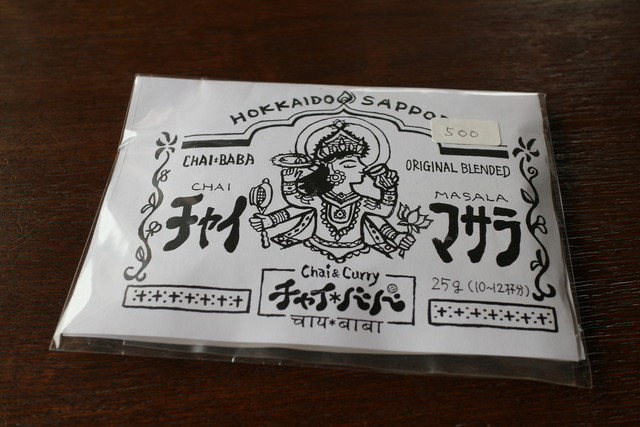 HOKKAIDO SAPPO
500
CHAI*BABA
ORIGINAL BLENDED
CHAI
チャイ
MASALA
マサラ
25g (10~12杯分)
Chai & Curry
チャイ*ババ
चाय*बाबा